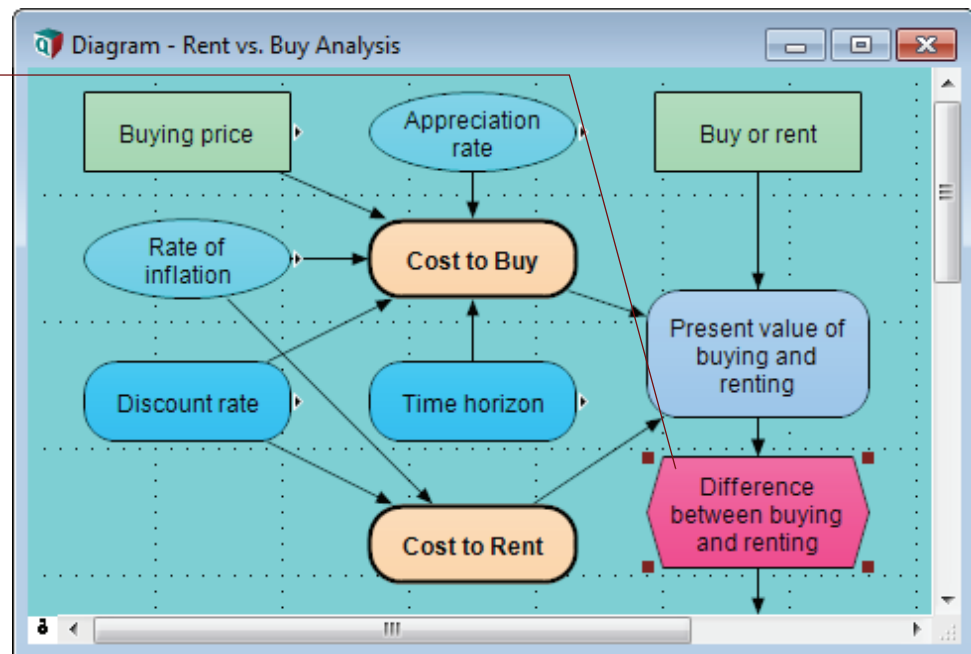 Diagram - Rent vs. Buy Analysis
Buying price
Appreciation
rate
Buy or rent
Rate of
inflation
Cost to Buy
Present value of
buying and
renting
Discount rate
Time horizon
Difference
between buying
and renting
Cost to Rent